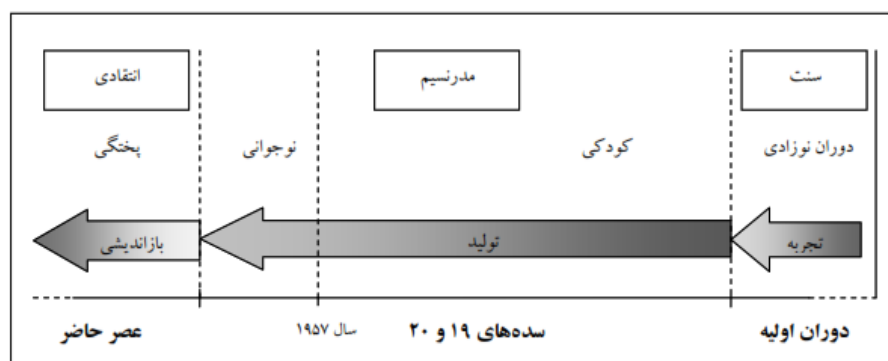 سنت
مدرنسیم
انتقادی
دوران نوزادی
کودکی
نوجوانی
پختگی
تجربه
تولید
بازاندیشی
دوران اولیه
سده‌های ۱۹ و ۲۰
سال ۱۹۵۷
عصر حاضر